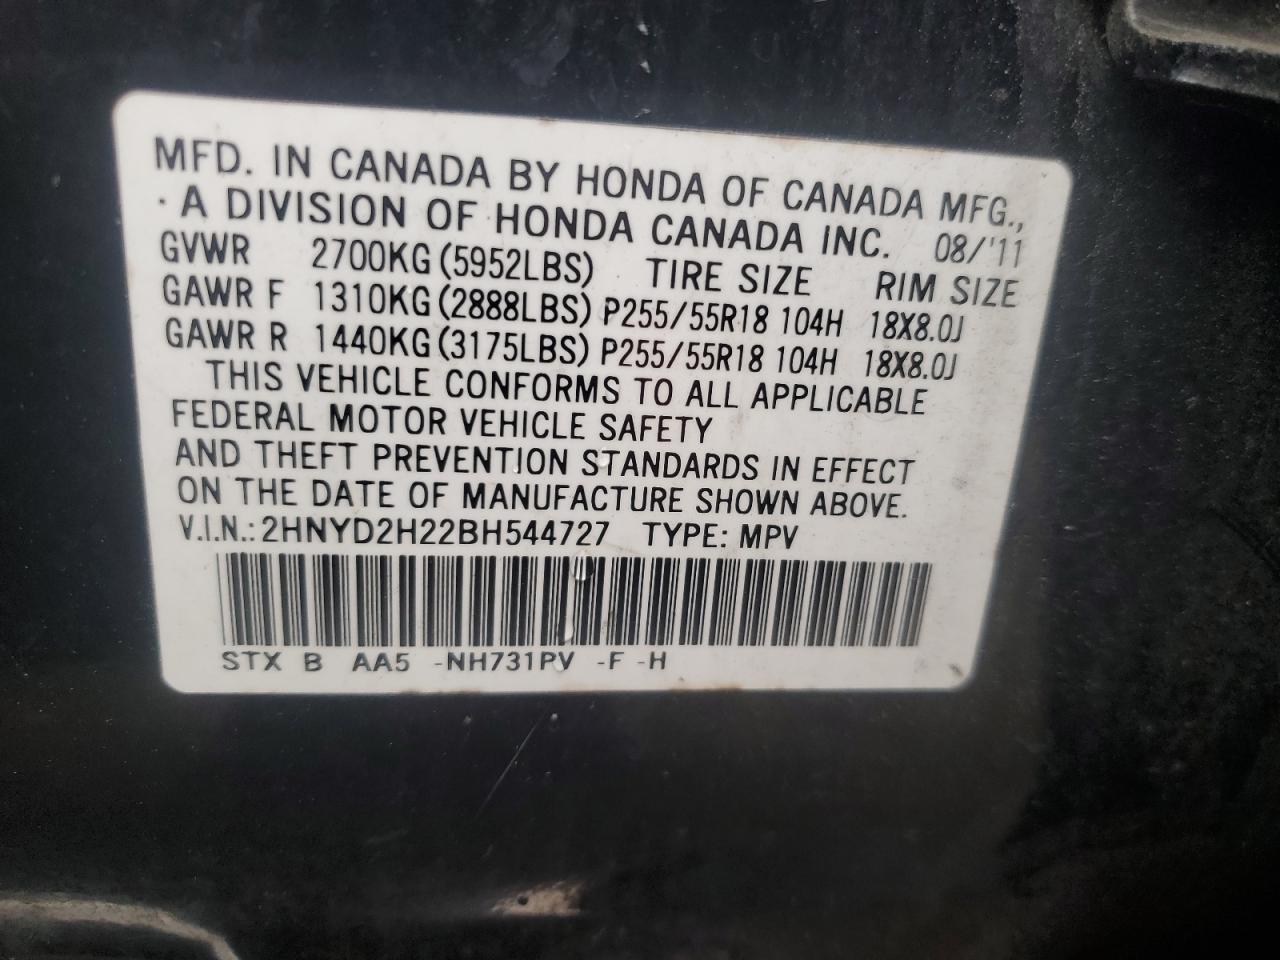 MFD. IN CANADA BY HONDA OF CANADA MFG.,
· A DIVISION OF HONDA CANADA INC. 08/'11
GVWR 2700KG (5952LBS) TIRE SIZE RIM SIZE
GAWR F 1310KG (2888LBS) P255/55R18 104H 18X8.0J
GAWR R 1440KG (3175LBS) P255/55R18 104H 18X8.0J
THIS VEHICLE CONFORMS TO ALL APPLICABLE
FEDERAL MOTOR VEHICLE SAFETY
AND THEFT PREVENTION STANDARDS IN EFFECT
ON THE DATE OF MANUFACTURE SHOWN ABOVE.
V.I.N.: 2HNYD2H22BH544727 TYPE: MPV
STX B AA5 -NH731PV -F -H